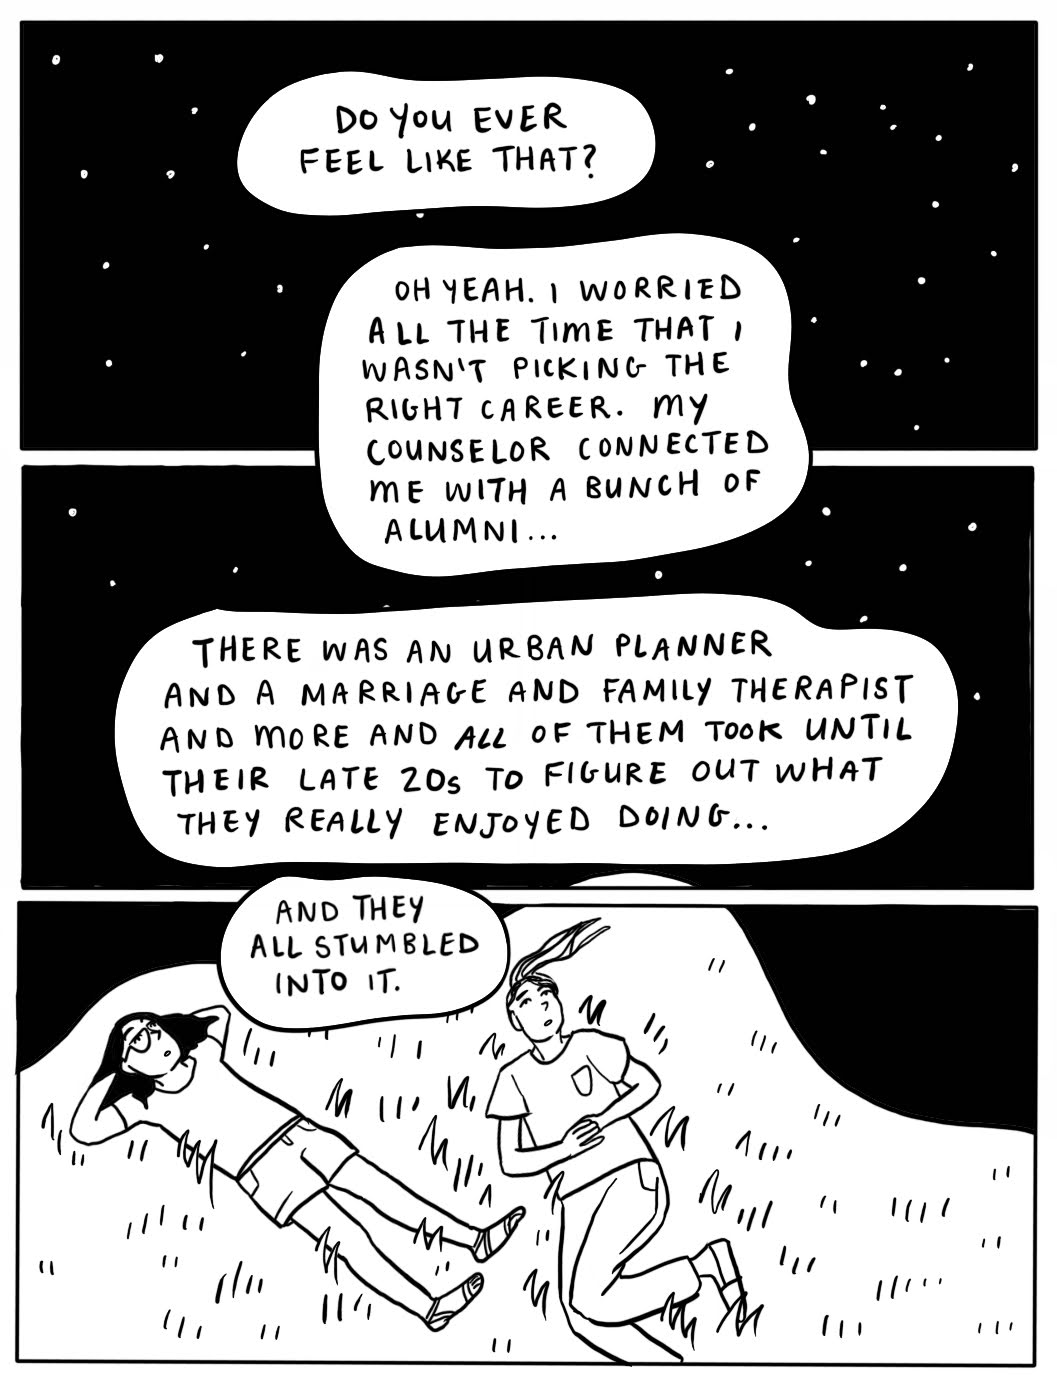 DO YOU EVER
FEEL LIKE THAT?
OH YEAH. I WORRIED
ALL THE TIME THAT I
WASN'T PICKING THE
RIGHT CAREER. MY
COUNSELOR CONNECTED
ME WITH A BUNCH OF
ALUMNI...
THERE WAS AN URBAN PLANNER
AND A MARRIAGE AND FAMILY THERAPIST
AND MORE AND ALL OF THEM TOOK UNTIL
THEIR LATE 20s TO FIGURE OUT WHAT
THEY REALLY ENJOYED DOING...
AND THEY
ALL STUMBLED
INTO IT.